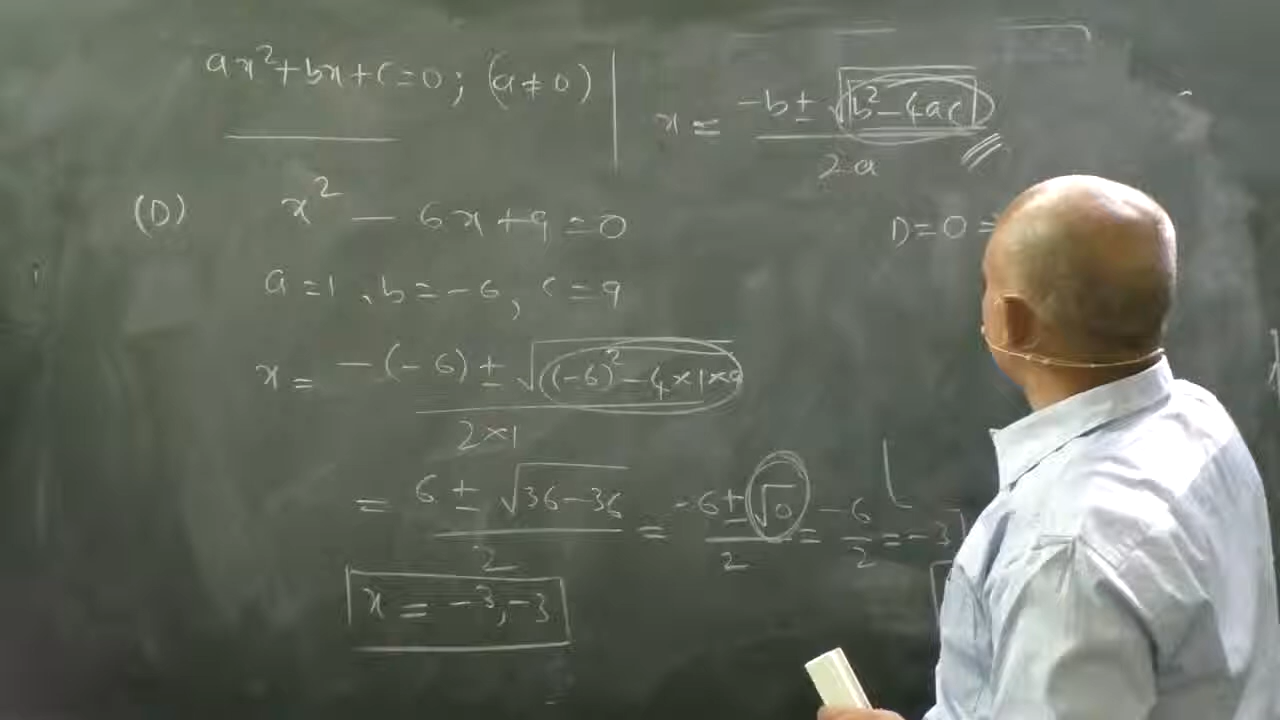 ax²+bx+c=0; (a≠0)
x = (-b ± √(b²-4ac))/2a
(D) x² - 6x+9=0
D=0 =
a=1, b=-6, c=9
x = (-(-6) ± √((-6)²-4×1×9))/(2×1)
= (6 ± √(36-36))/2 = (-6 ± √0)/2 = -6/2 = -3
x = -3, -3